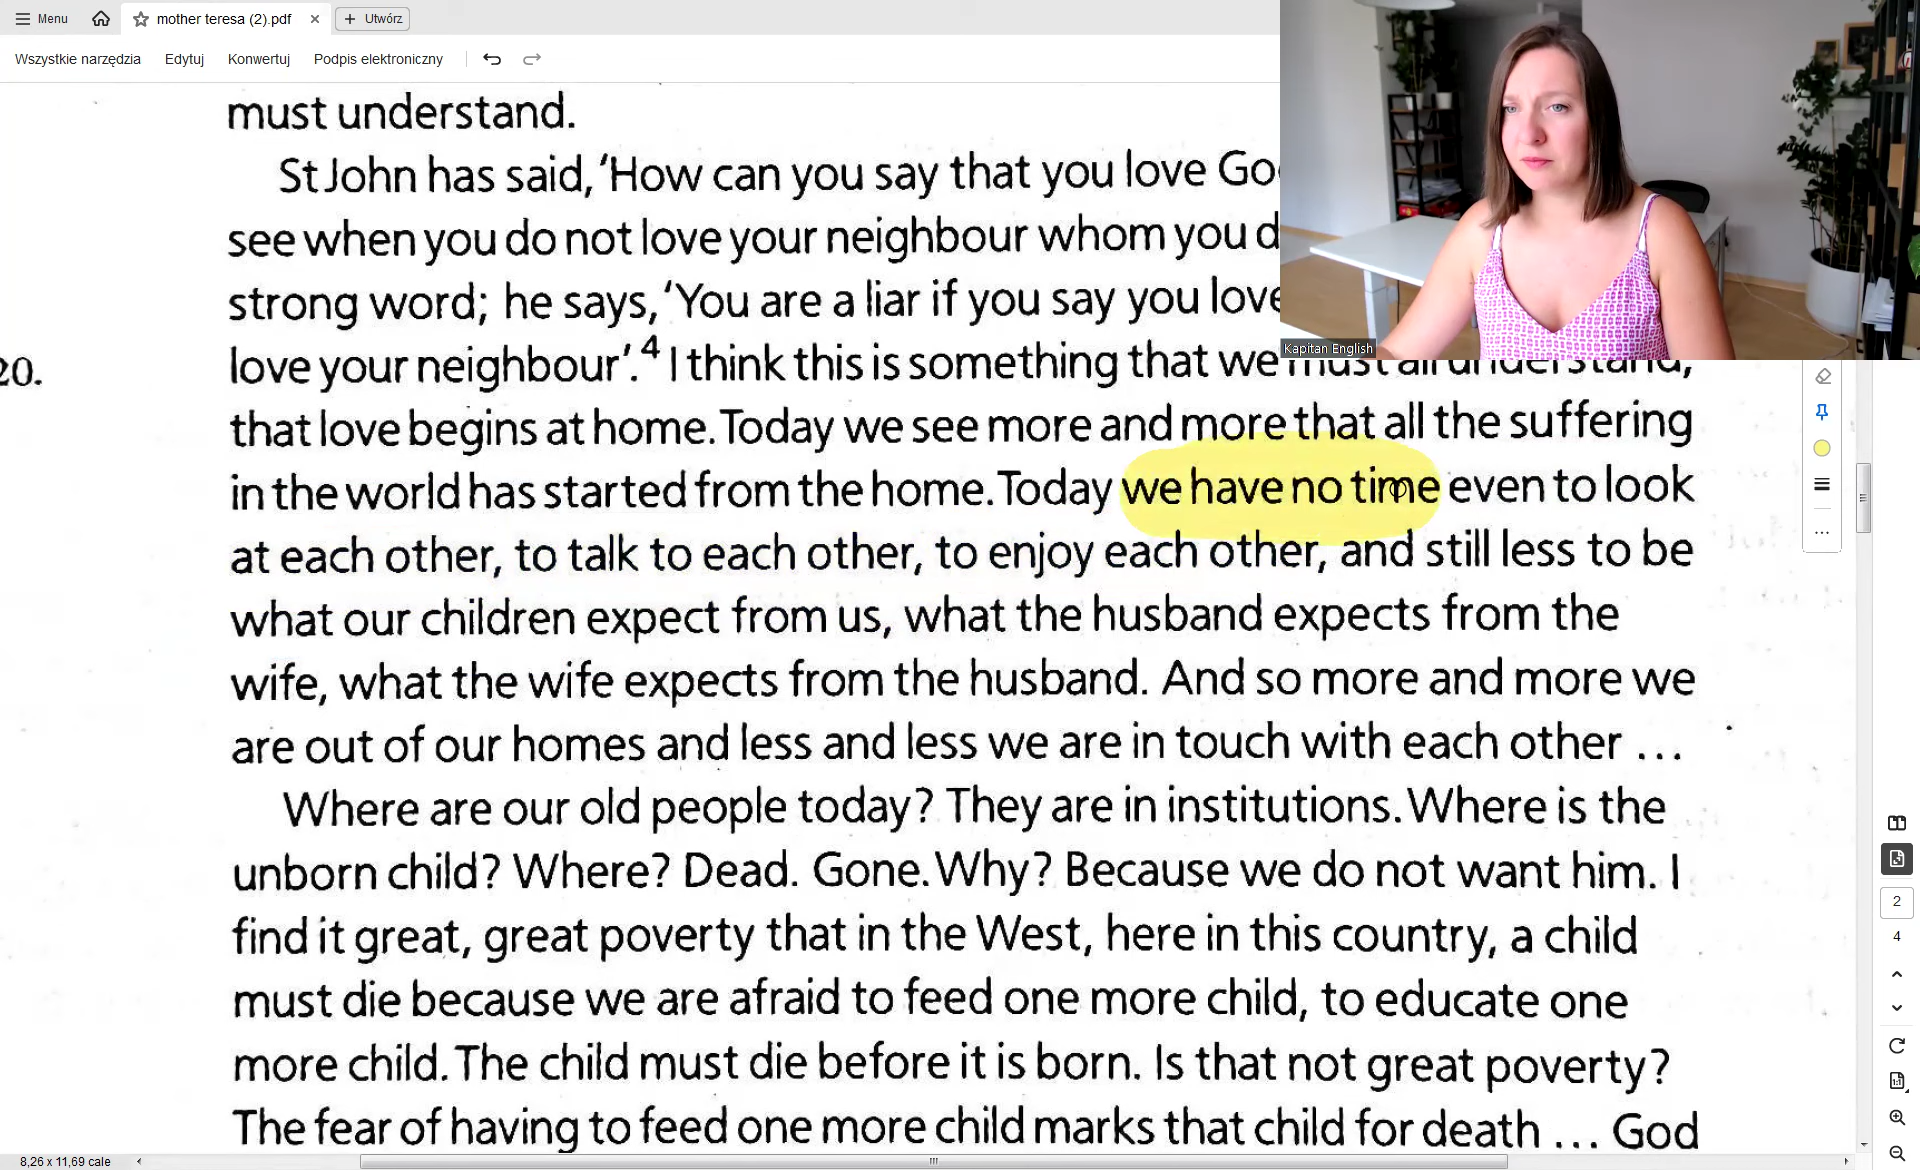 Menu
mother teresa (2).pdf
Utwórz
Wszystkie narzędzia Edytuj Konwertuj Podpis elektroniczny
must understand.
St John has said, ‘How can you say that you love
see when you do not love your neighbour whom you
strong word; he says, ‘You are a liar if you say you love
Kapitan English
love your neighbour’.4 I think this is something that we must all understand,
20.
that love begins at home. Today we see more and more that all the suffering
in the world has started from the home. Today we have no time even to look
at each other, to talk to each other, to enjoy each other, and still less to be
what our children expect from us, what the husband expects from the
wife, what the wife expects from the husband. And so more and more we
are out of our homes and less and less we are in touch with each other ...
Where are our old people today? They are in institutions. Where is the
unborn child? Where? Dead. Gone. Why? Because we do not want him. I
find it great, great poverty that in the West, here in this country, a child
must die because we are afraid to feed one more child, to educate one
more child. The child must die before it is born. Is that not great poverty?
The fear of having to feed one more child marks that child for death ... God
2
4
8,26 x 11,69 cale